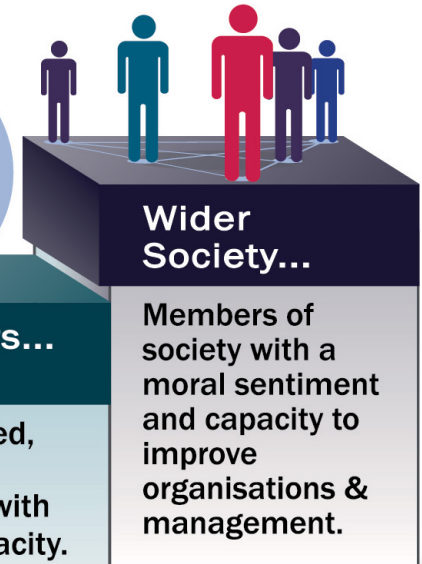 Wider
Society...
Members of
society with a
moral sentiment
and capacity to
improve
organisations &
management.
s...
ed,
with
acity.